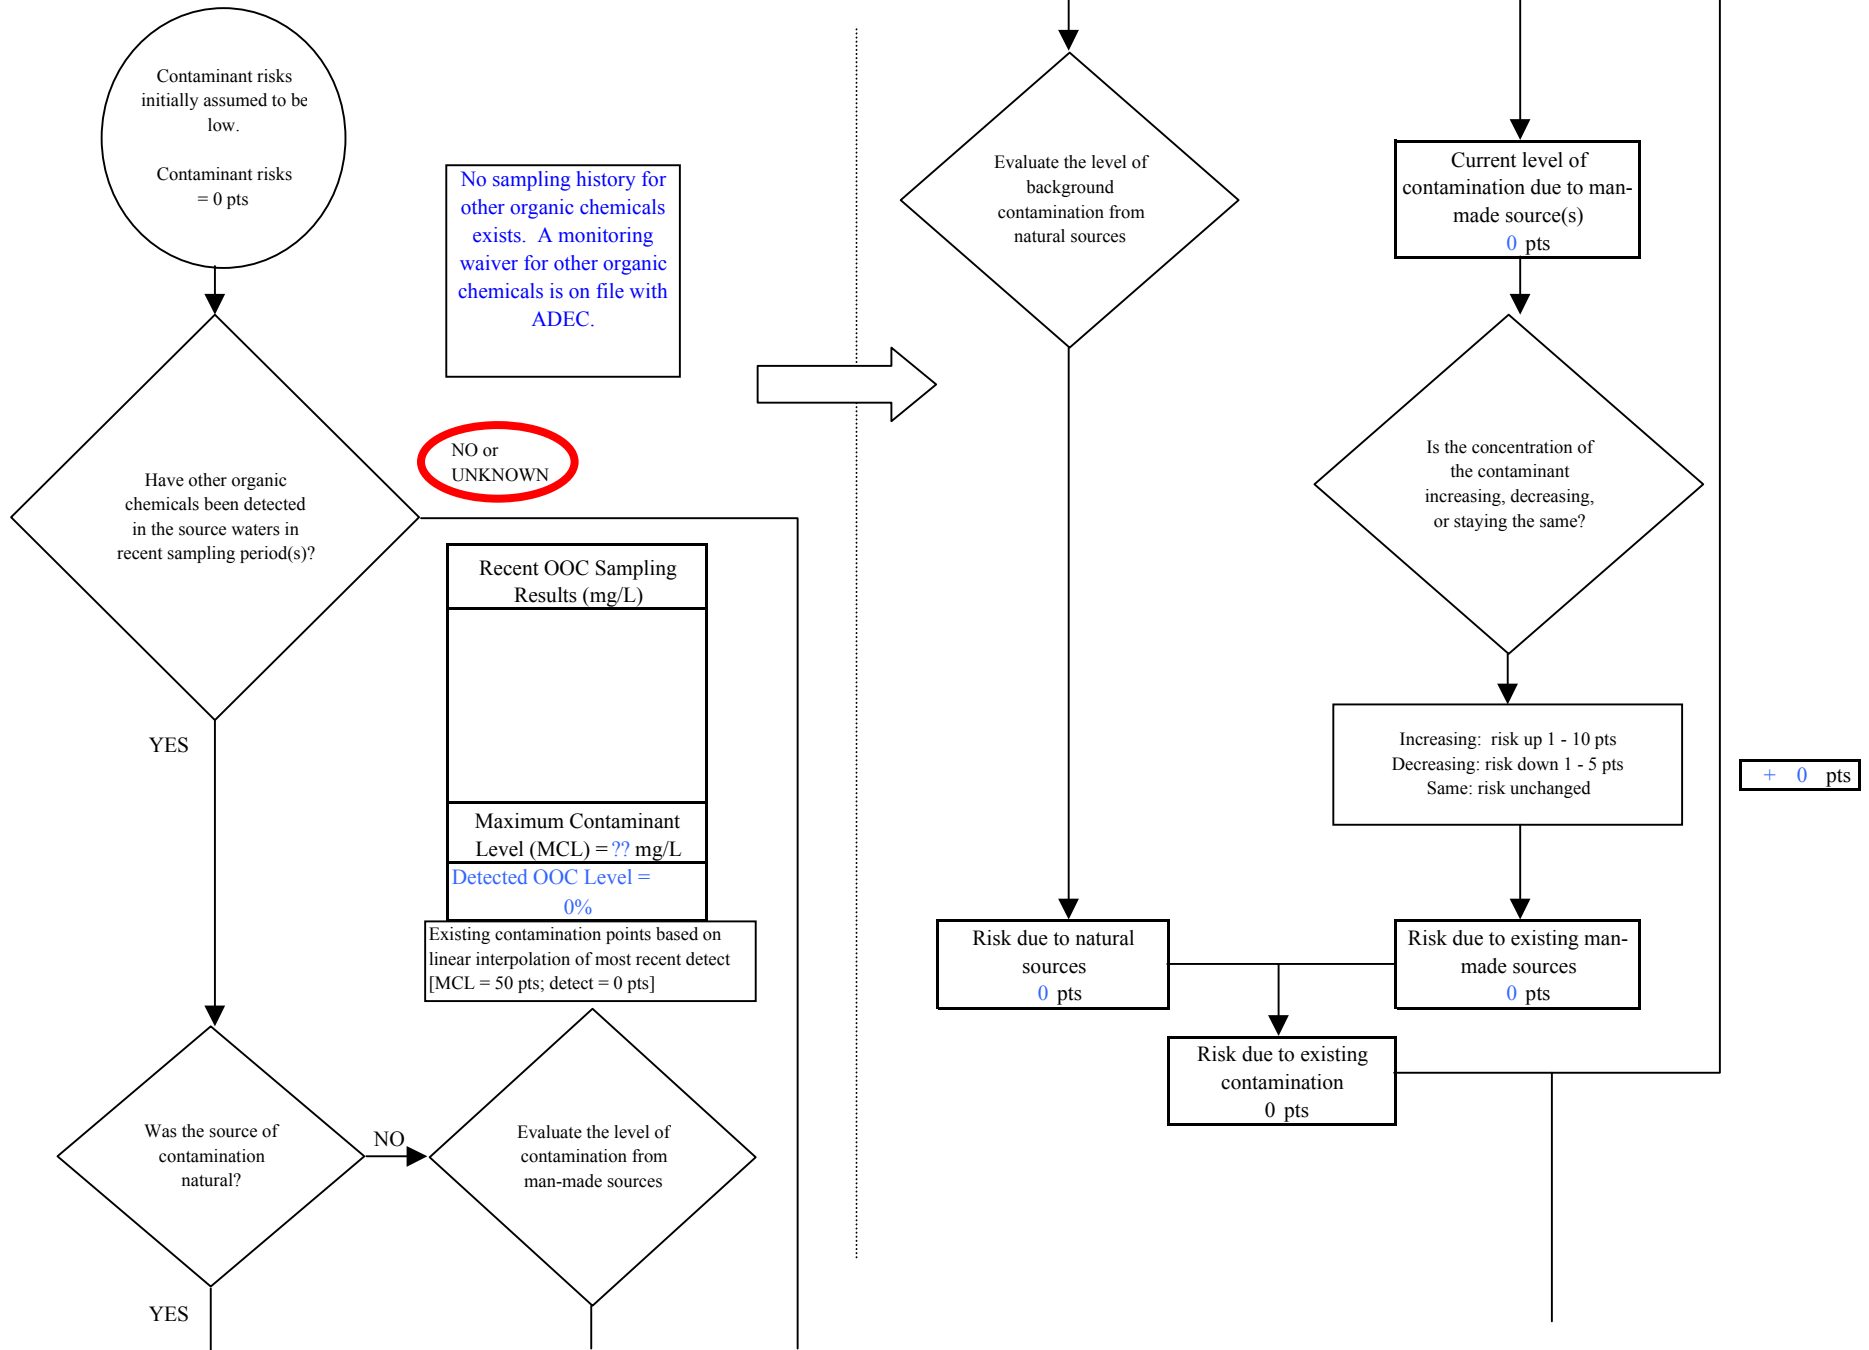 Contaminant risks
initially assumed to be
low.
Contaminant risks
= 0 pts
No sampling history for
other organic chemicals
exists.  A monitoring
waiver for other organic
chemicals is on file with
ADEC.
NO or
UNKNOWN
Have other organic
chemicals been detected
in the source waters in
recent sampling period(s)?
Recent OOC Sampling
Results (mg/L)
YES
Maximum Contaminant
Level (MCL) = ?? mg/L
Detected OOC Level =
0%
Existing contamination points based on
linear interpolation of most recent detect
[MCL = 50 pts; detect = 0 pts]
Was the source of
contamination
natural?
NO
Evaluate the level of
contamination from
man-made sources
YES
Evaluate the level of
background
contamination from
natural sources
Current level of
contamination due to man-
made source(s)
0 pts
Is the concentration of
the contaminant
increasing, decreasing,
or staying the same?
Increasing:  risk up 1 - 10 pts
Decreasing: risk down 1 - 5 pts
Same: risk unchanged
+ 0 pts
Risk due to natural
sources
0 pts
Risk due to existing man-
made sources
0 pts
Risk due to existing
contamination
0 pts